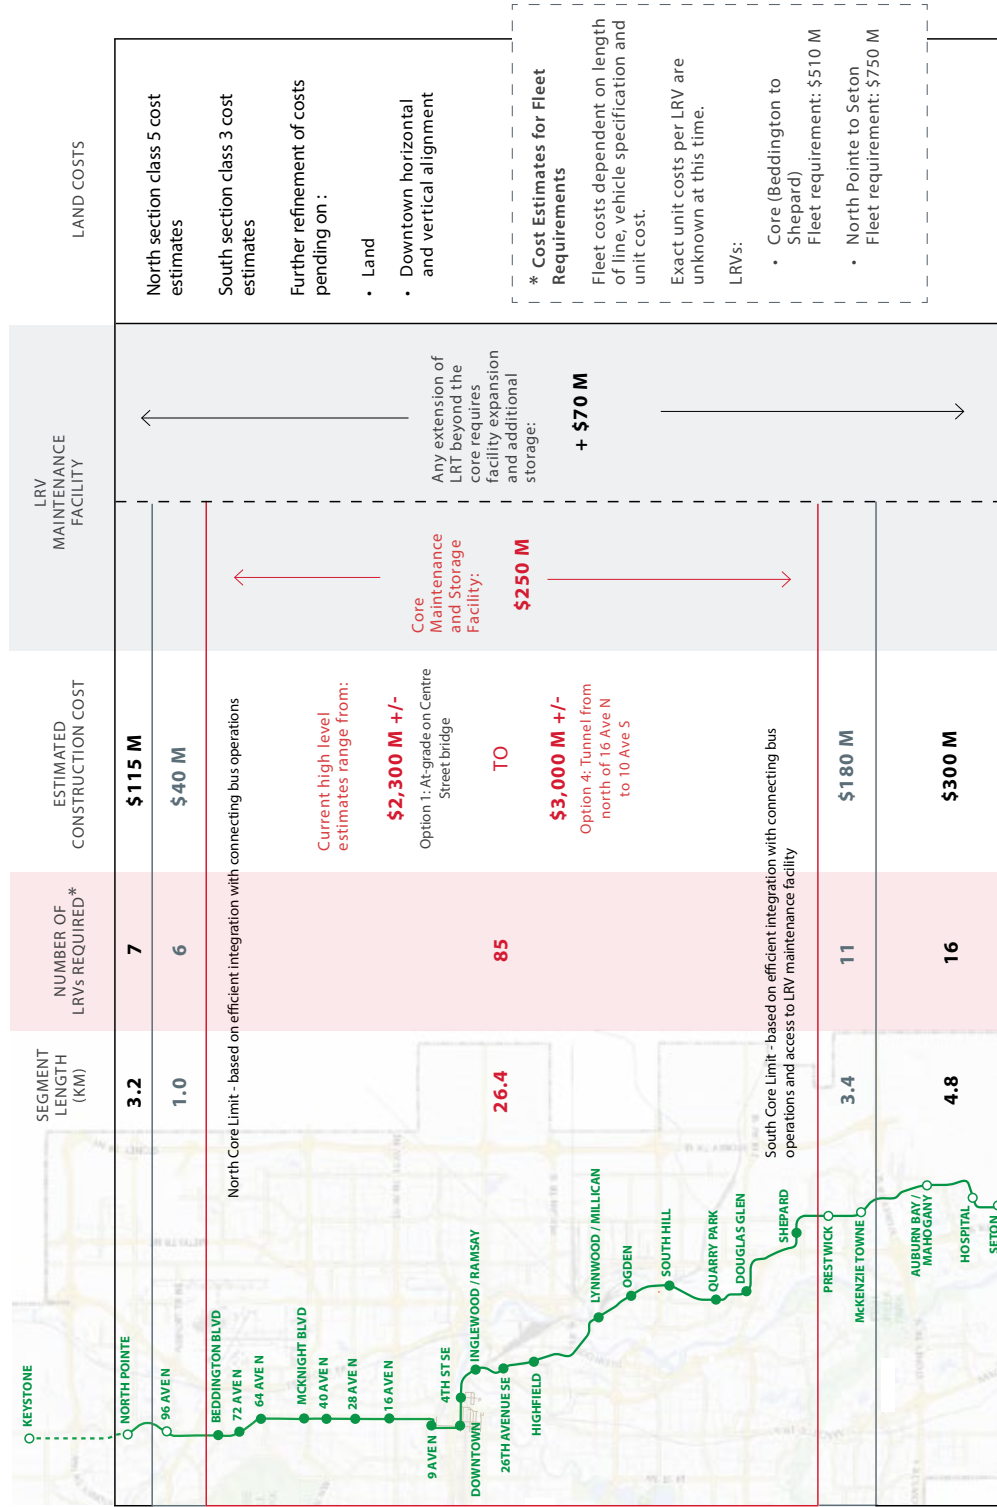 SEGMENT
LENGTH
(KM)
NUMBER OF
LRVs REQUIRED*
ESTIMATED
CONSTRUCTION COST
LRV
MAINTENANCE
FACILITY
LAND COSTS
KEYSTONE
NORTH POINTE
96 AVE N
BEDDINGTON BLVD
72 AVE N
64 AVE N
MCKNIGHT BLVD
40 AVE N
28 AVE N
16 AVE N
9 AVE N
4TH ST SE
DOWNTOWN
INGLEWOOD / RAMSAY
26TH AVENUE SE
HIGHFIELD
LYNNWOOD / MILLICAN
OGDEN
SOUTH HILL
QUARRY PARK
DOUGLAS GLEN
SHEPARD
PRESTWICK
McKENZIE TOWNE
AUBURN BAY /
MAHOGANY
HOSPITAL
SETON
3.2
7
$115 M
1.0
6
$40 M
North Core Limit - based on efficient integration with connecting bus operations
26.4
85
Current high level
estimates range from:
$2,300 M +/-
Option 1: At-grade on Centre
Street bridge
TO
$3,000 M +/-
Option 4: Tunnel from
north of 16 Ave N
to 10 Ave S
South Core Limit - based on efficient integration with connecting bus
operations and access to LRV maintenance facility
3.4
11
$180 M
4.8
16
$300 M
Core
Maintenance
and Storage
Facility:
$250 M
Any extension of
LRT beyond the
core requires
facility expansion
and additional
storage:
+ $70 M
North section class 5 cost
estimates
South section class 3 cost
estimates
Further refinement of costs
pending on :
• Land
• Downtown horizontal
and vertical alignment
* Cost Estimates for Fleet
Requirements
Fleet costs dependent on length
of line, vehicle specification and
unit cost.
Exact unit costs per LRV are
unknown at this time.
LRVs:
• Core (Beddington to
Shepard)
Fleet requirement: $510 M
• North Pointe to Seton
Fleet requirement: $750 M